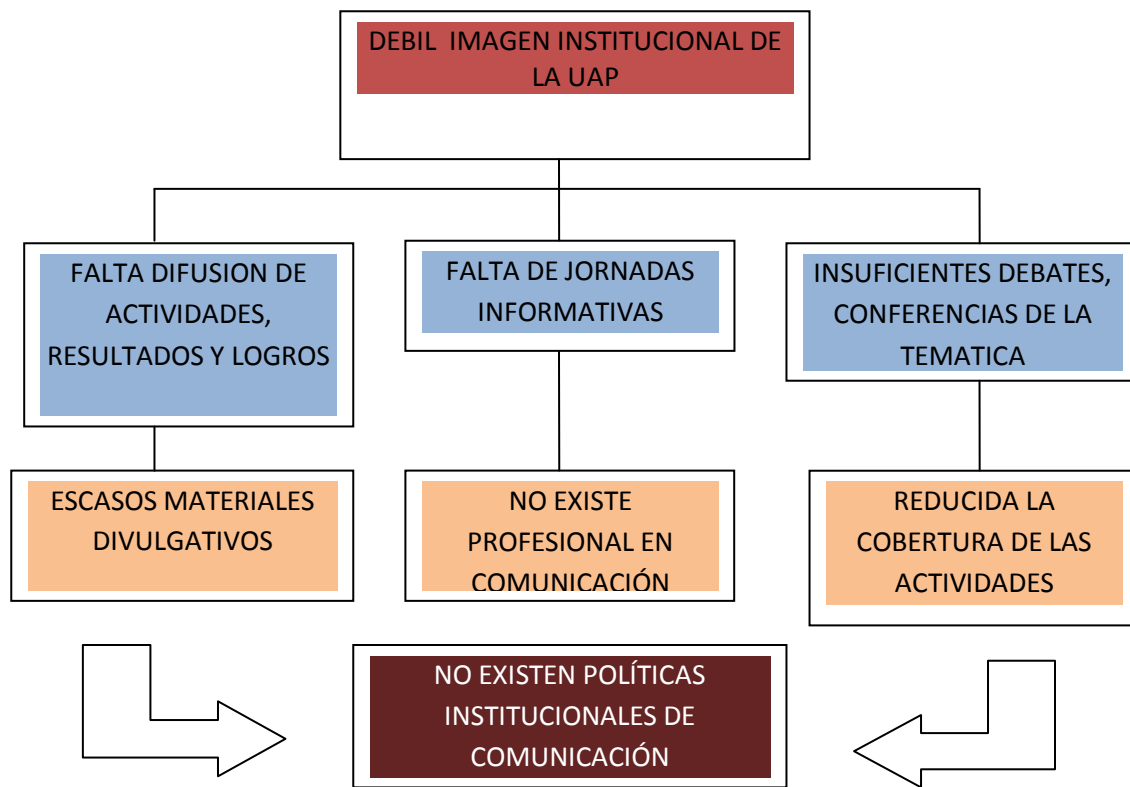 DEBIL  IMAGEN INSTITUCIONAL DE
LA UAP
FALTA DIFUSION DE
ACTIVIDADES,
RESULTADOS Y LOGROS
FALTA DE JORNADAS
INFORMATIVAS
INSUFICIENTES DEBATES,
CONFERENCIAS DE LA
TEMATICA
ESCASOS MATERIALES
DIVULGATIVOS
NO EXISTE
PROFESIONAL EN
COMUNICACIÓN
REDUCIDA LA
COBERTURA DE LAS
ACTIVIDADES
NO EXISTEN POLÍTICAS
INSTITUCIONALES DE
COMUNICACIÓN